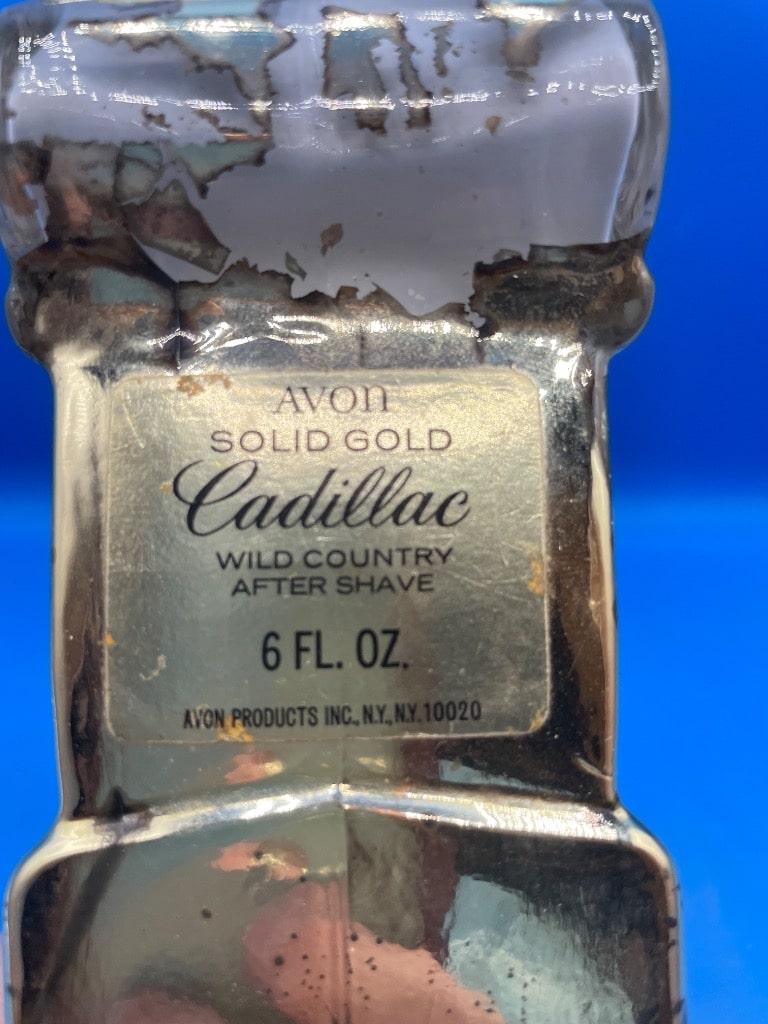 AVON
SOLID GOLD
Cadillac
WILD COUNTRY
AFTER SHAVE
6 FL. OZ.
AVON PRODUCTS INC., N.Y., N.Y. 10020